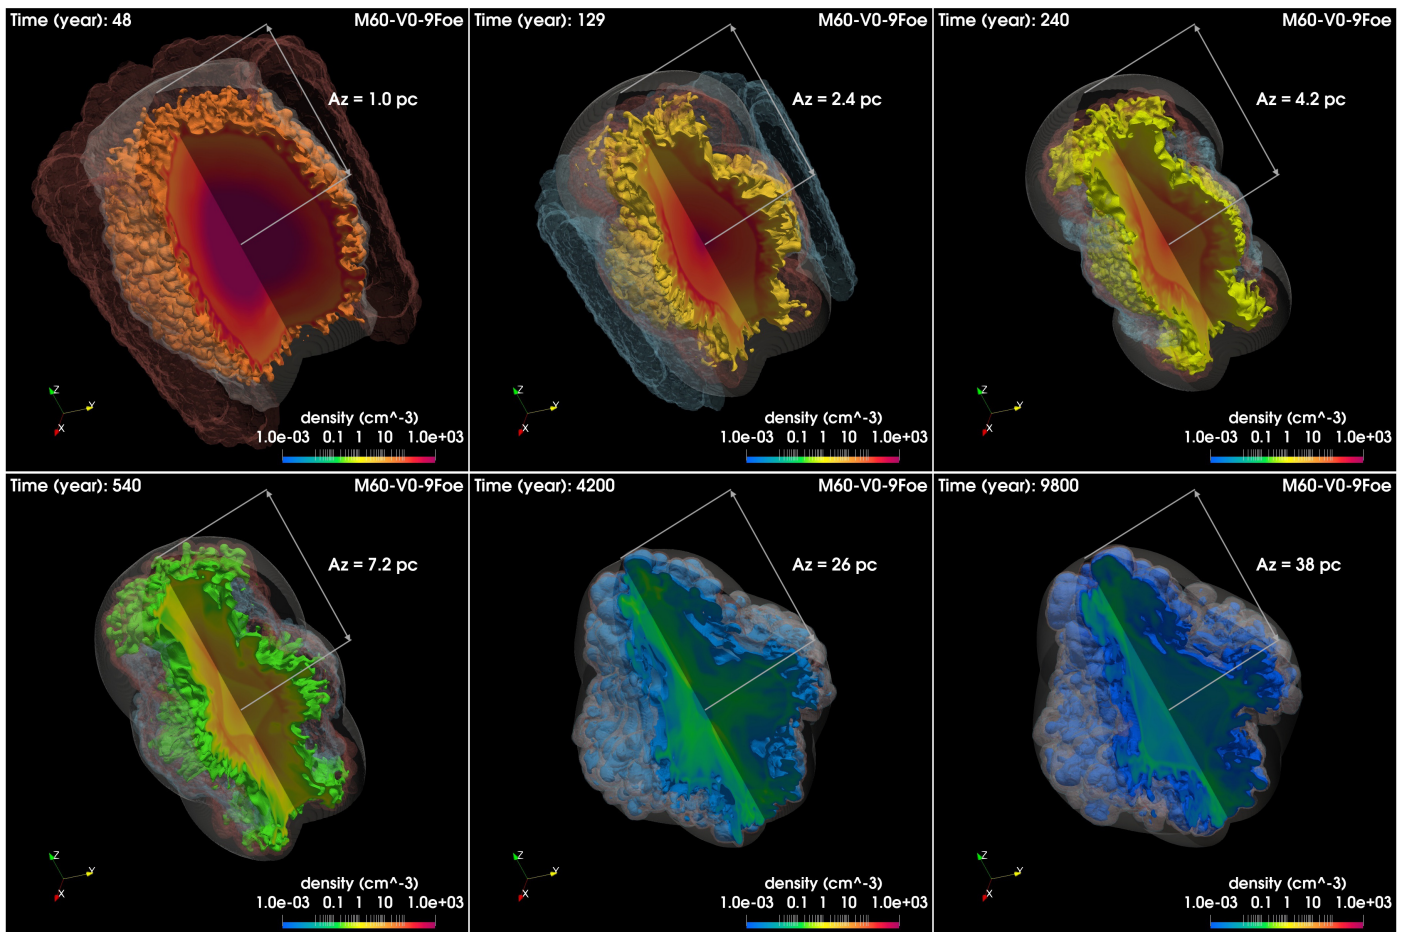 Time (year): 48 M60-V0-9Foe
Az = 1.0 pc
Z
Y
X
density (cm^-3)
1.0e-03 0.1 1 10 1.0e+03
Time (year): 129 M60-V0-9Foe
Az = 2.4 pc
Z
Y
X
density (cm^-3)
1.0e-03 0.1 1 10 1.0e+03
Time (year): 240 M60-V0-9Foe
Az = 4.2 pc
Z
Y
X
density (cm^-3)
1.0e-03 0.1 1 10 1.0e+03
Time (year): 540 M60-V0-9Foe
Az = 7.2 pc
Z
Y
X
density (cm^-3)
1.0e-03 0.1 1 10 1.0e+03
Time (year): 4200 M60-V0-9Foe
Az = 26 pc
Z
Y
X
density (cm^-3)
1.0e-03 0.1 1 10 1.0e+03
Time (year): 9800 M60-V0-9Foe
Az = 38 pc
Z
Y
X
density (cm^-3)
1.0e-03 0.1 1 10 1.0e+03